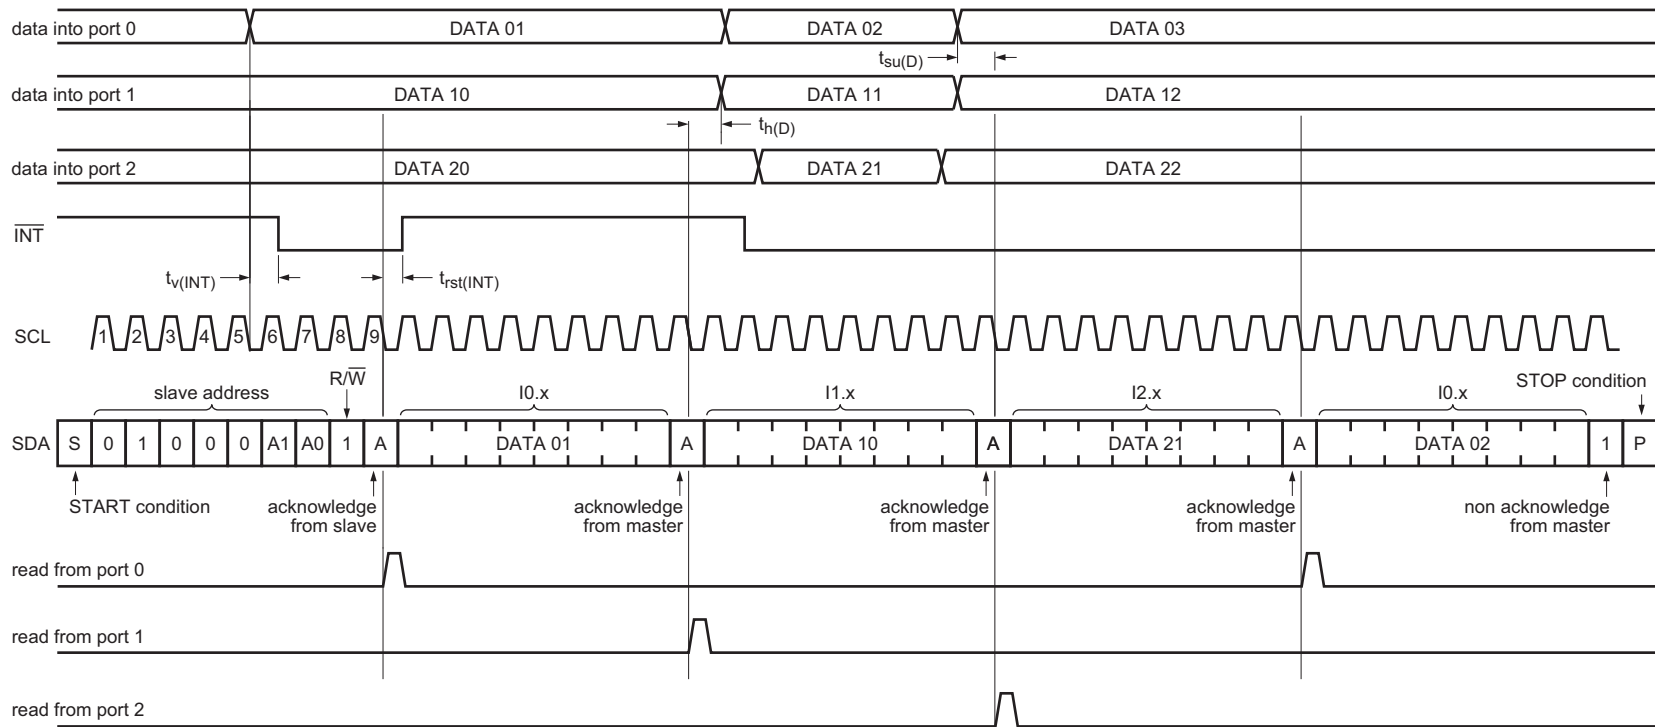 data into port 0 DATA 01 DATA 02 DATA 03
tsu(D)
data into port 1 DATA 10 DATA 11 DATA 12
th(D)
data into port 2 DATA 20 DATA 21 DATA 22
INT
tv(INT) trst(INT)
SCL 1 2 3 4 5 6 7 8 9
slave address R/W I0.x I1.x I2.x I0.x STOP condition
SDA S 0 1 0 0 0 A1 A0 1 A DATA 01 A DATA 10 A DATA 21 A DATA 02 1 P
START condition
acknowledge
from slave
acknowledge
from master
acknowledge
from master
acknowledge
from master
non acknowledge
from master
read from port 0
read from port 1
read from port 2